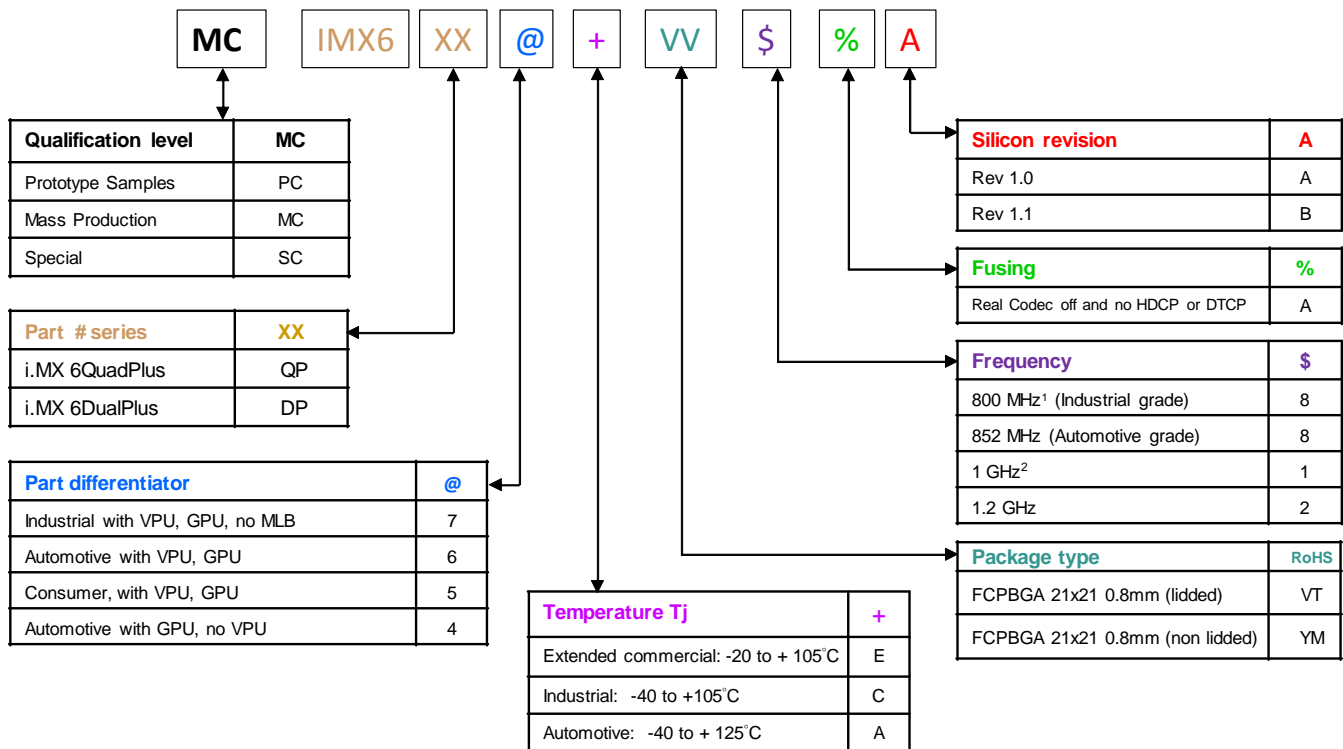 MC IMX6 XX @ + VV $ % A
Qualification level MC
Prototype Samples PC
Mass Production MC
Special SC
Part # series XX
i.MX 6QuadPlus QP
i.MX 6DualPlus DP
Part differentiator @
Industrial with VPU, GPU, no MLB 7
Automotive with VPU, GPU 6
Consumer, with VPU, GPU 5
Automotive with GPU, no VPU 4
Temperature Tj +
Extended commercial: -20 to + 105°C E
Industrial: -40 to +105°C C
Automotive: -40 to + 125°C A
Silicon revision A
Rev 1.0 A
Rev 1.1 B
Fusing %
Real Codec off and no HDCP or DTCP A
Frequency $
800 MHz¹ (Industrial grade) 8
852 MHz (Automotive grade) 8
1 GHz² 1
1.2 GHz 2
Package type RoHS
FCPBGA 21x21 0.8mm (lidded) VT
FCPBGA 21x21 0.8mm (non lidded) YM